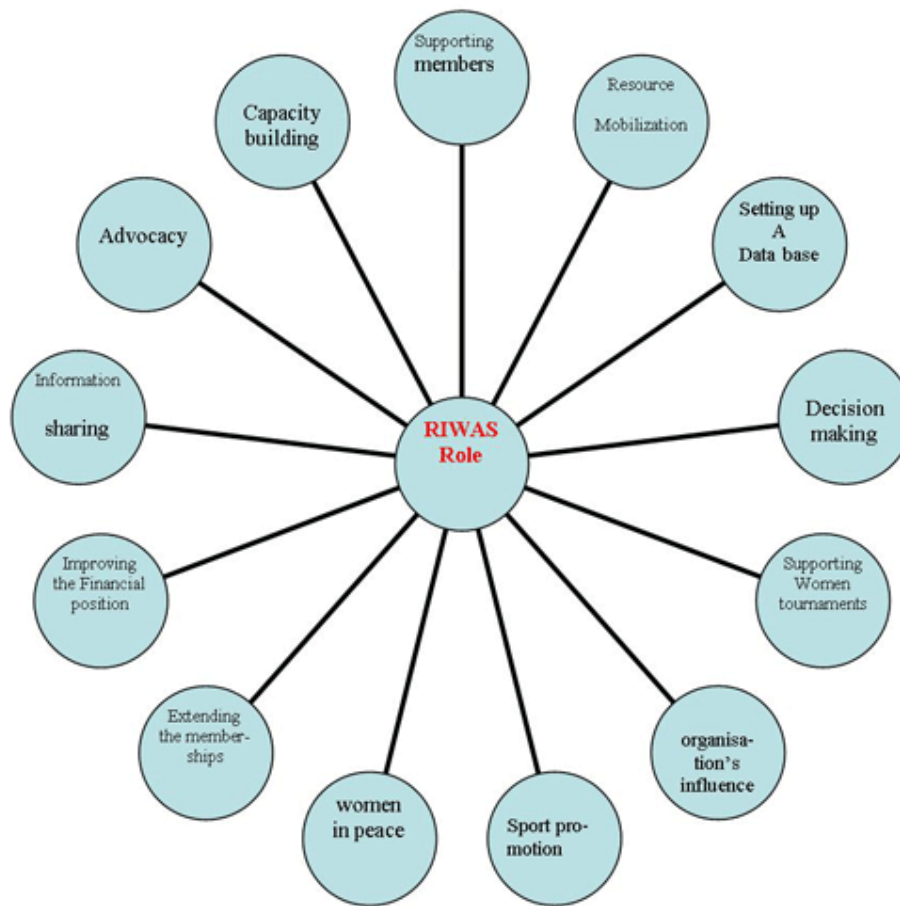 Supporting
members
Resource
Mobilization
Setting up
A
Data base
Decision
making
Supporting
Women
tournaments
organisa-
tion's
influence
Sport pro-
motion
women
in peace
Extending
the member-
ships
Improving
the Financial
position
Information
sharing
Advocacy
Capacity
building
RIWAS
Role